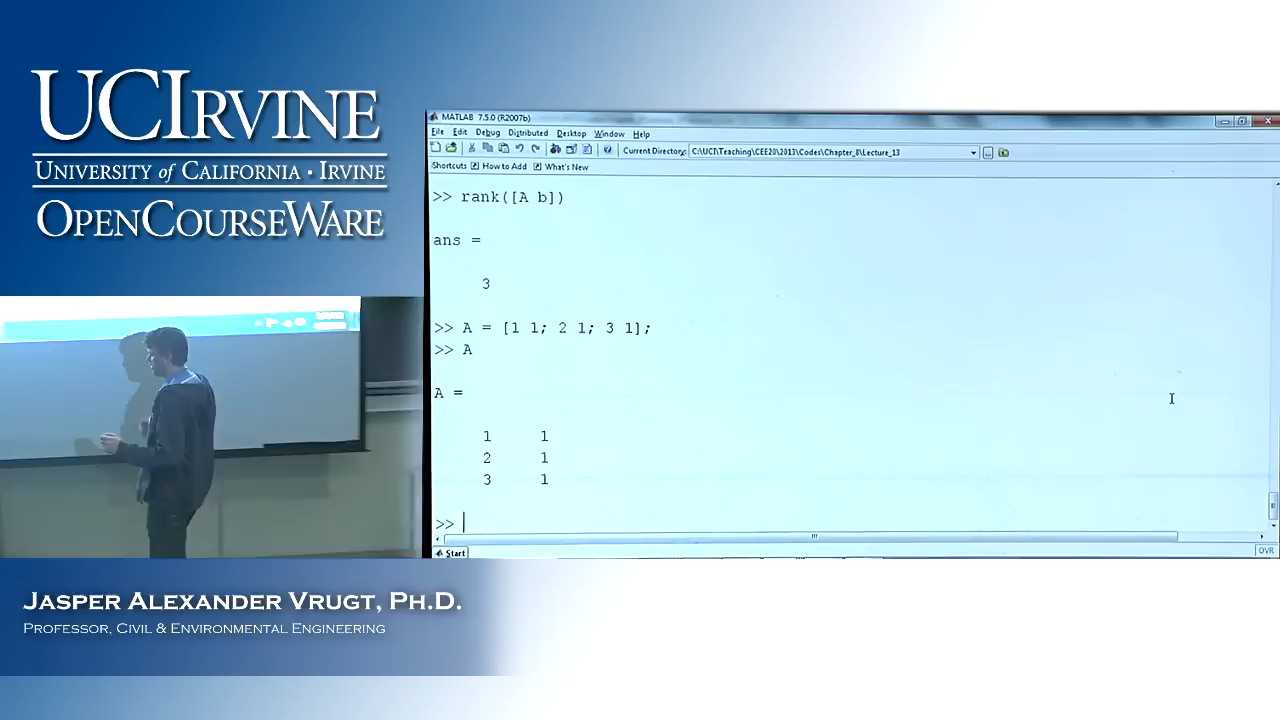 UCIRVINE
UNIVERSITY OF CALIFORNIA · IRVINE
OPENCOURSEWARE
MATLAB 7.5.0 (R2007b)
File Edit Debug Distributed Desktop Window Help
Current Directory: C:\UCI\Teaching\CEE20\2013\Codes\Chapter_8\Lecture_13
Shortcuts How to Add What's New
>> rank([A b])
ans =
3
>> A = [1 1; 2 1; 3 1];
>> A
A =
1 1
2 1
3 1
>>
Start
OVR
JASPER ALEXANDER VRUGT, PH.D.
PROFESSOR, CIVIL & ENVIRONMENTAL ENGINEERING